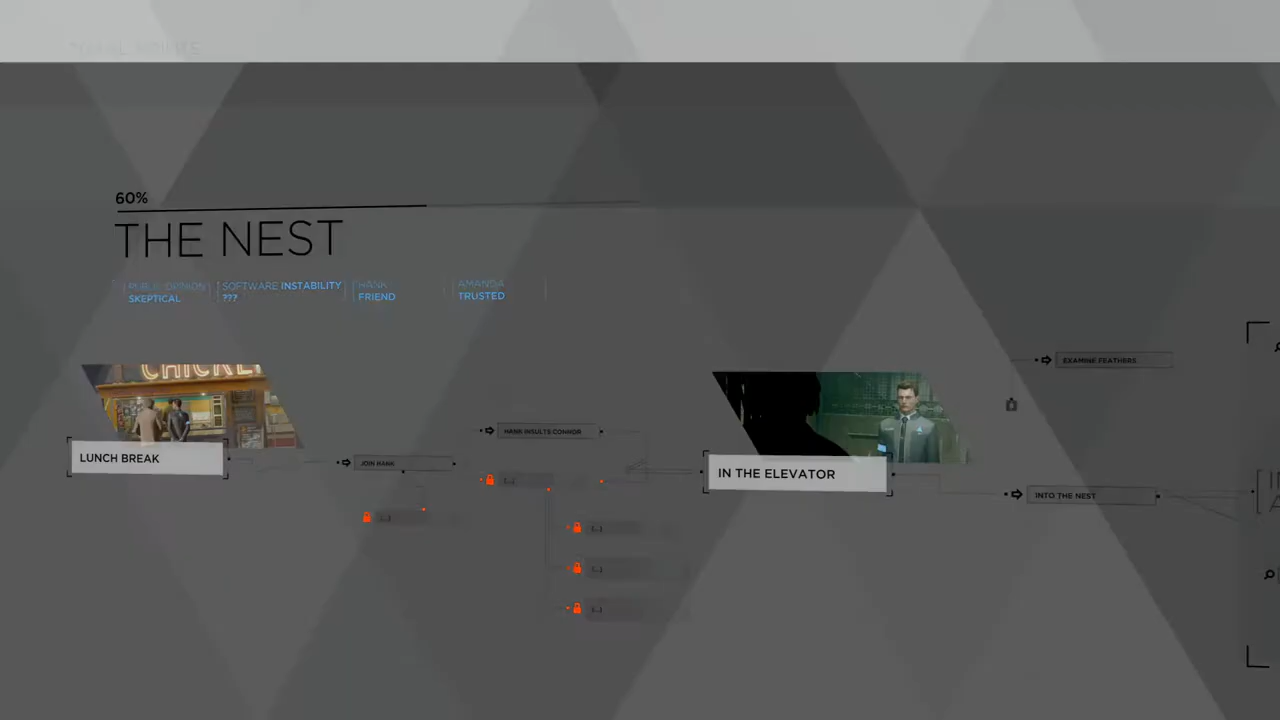 60%
THE NEST
PUBLIC OPINION
SKEPTICAL
SOFTWARE INSTABILITY
???
HANK
FRIEND
AMANDA
TRUSTED
CHICKE
EXAMINE FEATHERS
HANK INSULTS CONNOR
LUNCH BREAK
JOIN HANK
IN THE ELEVATOR
[...]
INTO THE NEST
[...]
[...]
[...]
[...]